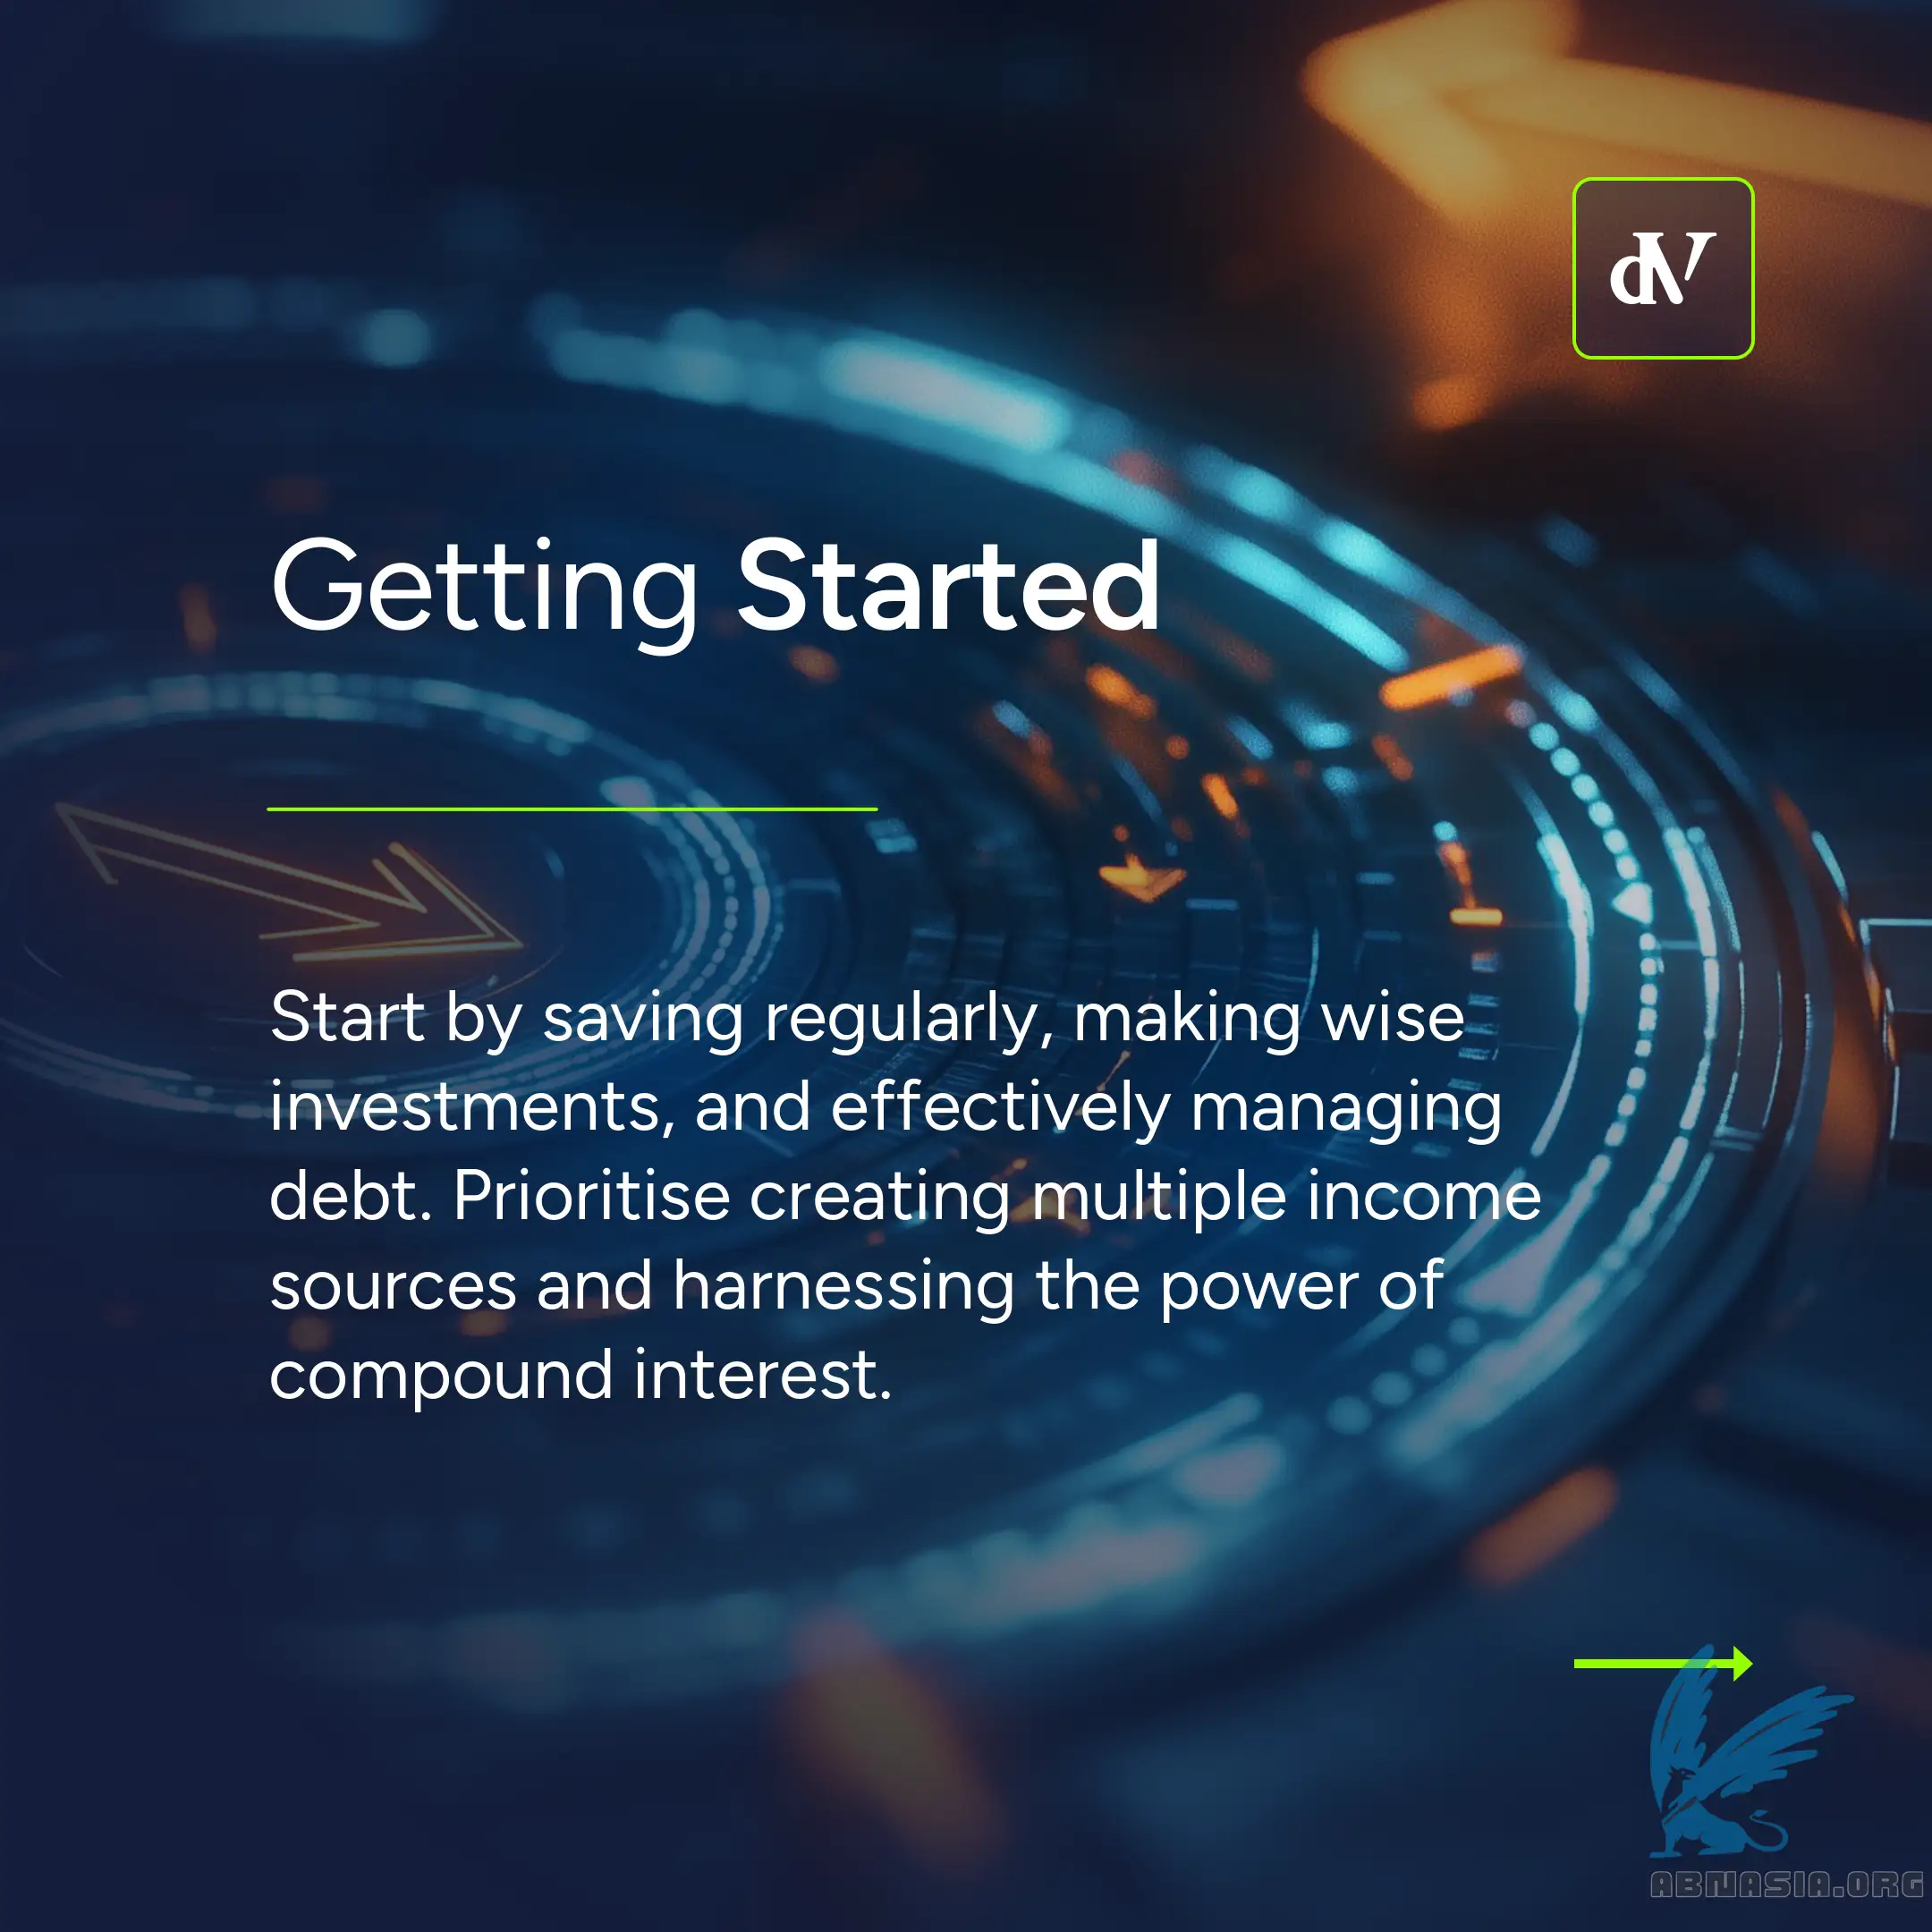 dV
Getting Started
Start by saving regularly, making wise
investments, and effectively managing
debt. Prioritise creating multiple income
sources and harnessing the power of
compound interest.
ABNASIA.ORG